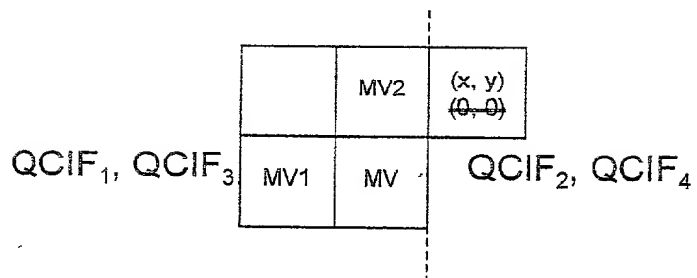 MV2
(x, y)
(0, 0)
QCIF₁, QCIF₃
MV1
MV
QCIF₂, QCIF₄